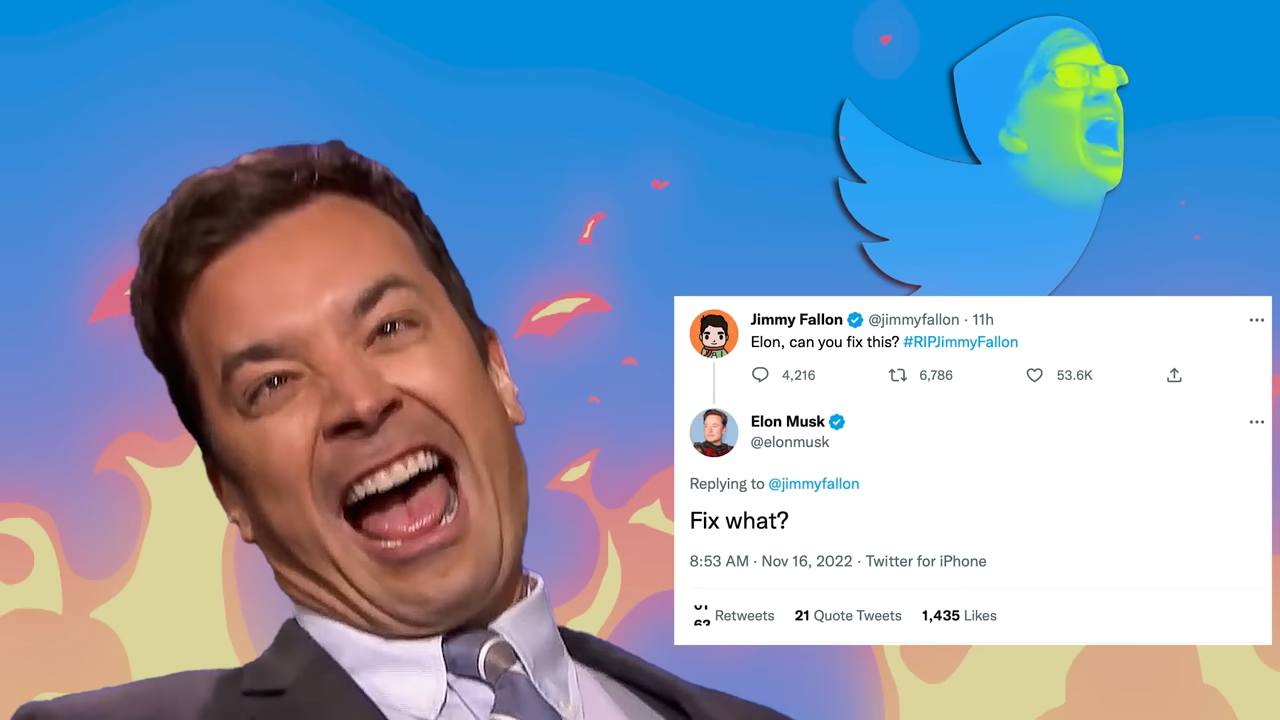 Jimmy Fallon @jimmyfallon · 11h
Elon, can you fix this? #RIPJimmyFallon
4,216 6,786 53.6K
Elon Musk
@elonmusk
Replying to @jimmyfallon
Fix what?
8:53 AM · Nov 16, 2022 · Twitter for iPhone
Retweets 21 Quote Tweets 1,435 Likes